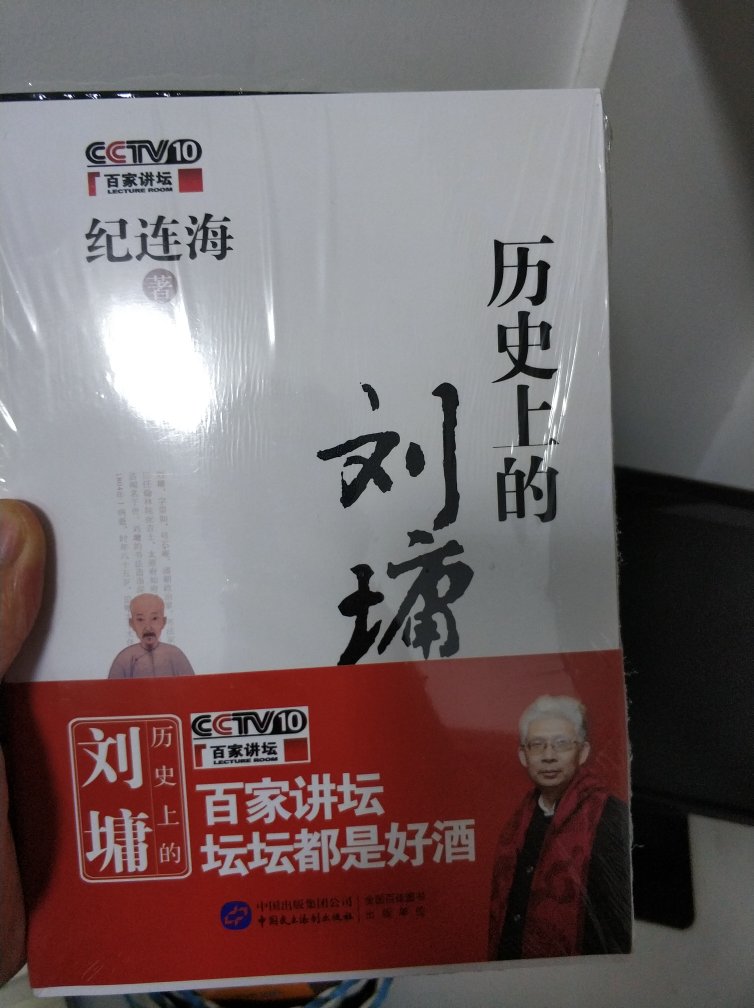 CCTV10
百家讲坛
LECTURE ROOM
纪连海
著
历史上的
刘墉
历史上的
刘墉
CCTV10
百家讲坛
LECTURE ROOM
百家讲坛
坛坛都是好酒
中国出版集团公司
中国民主法制出版社
全国百佳图书
出版单位